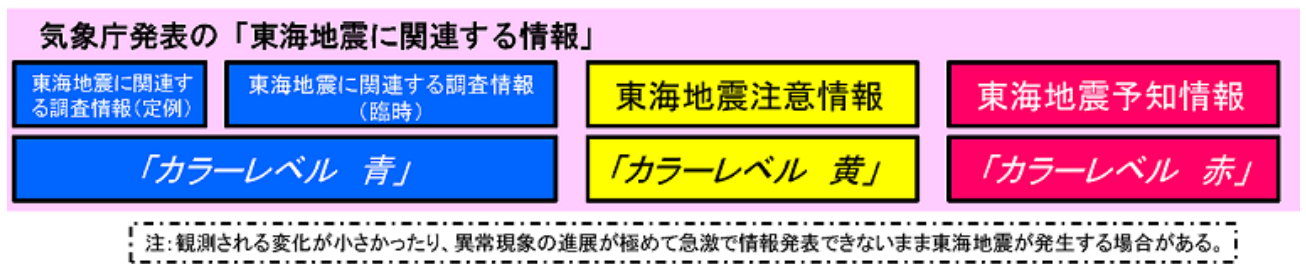 気象庁発表の「東海地震に関連する情報」
東海地震に関連す
る調査情報(定例)
東海地震に関連する調査情報
(臨時)
東海地震注意情報
東海地震予知情報
「カラーレベル 青」
「カラーレベル 黄」
「カラーレベル 赤」
注:観測される変化が小さかったり、異常現象の進展が極めて急激で情報発表できないまま東海地震が発生する場合がある。